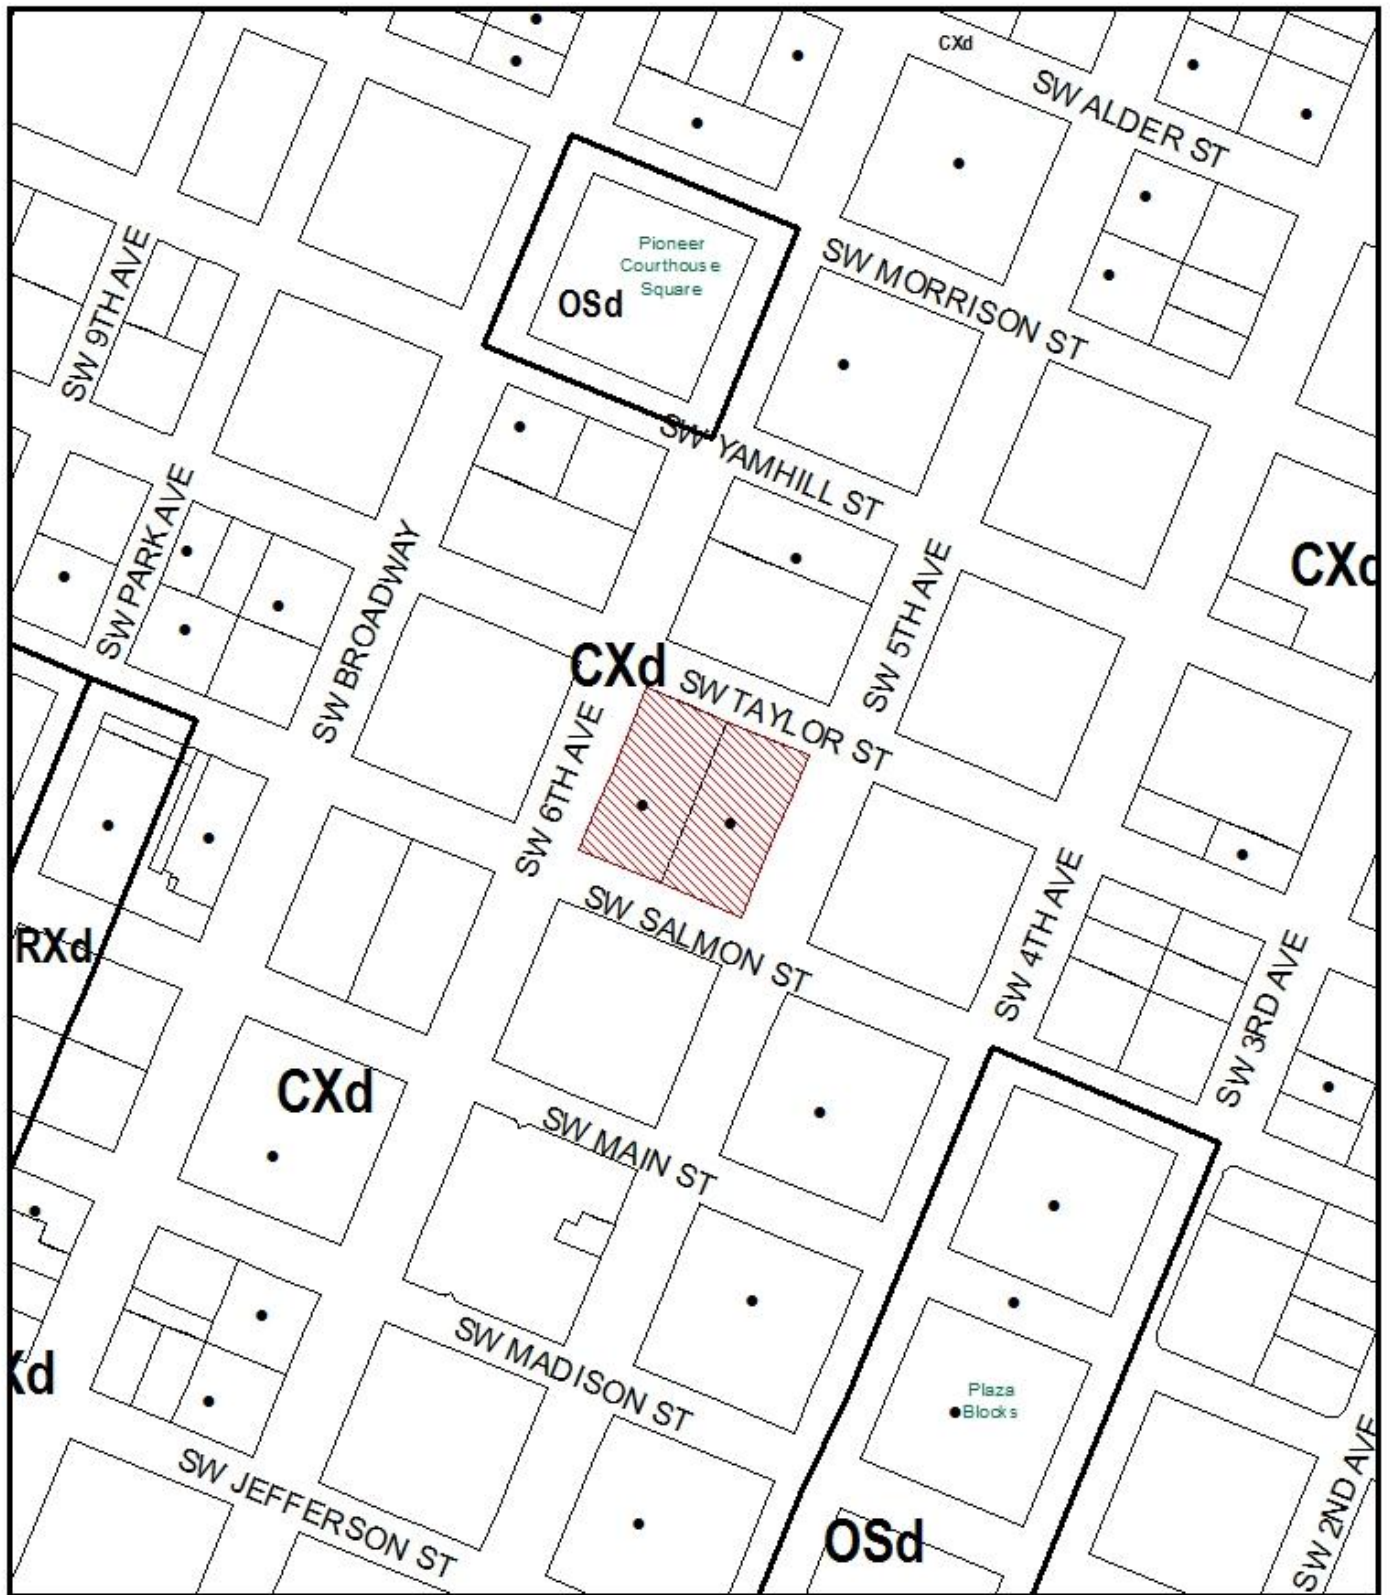 CXd
SW ALDER ST
SW 9TH AVE
Pioneer
Courthouse
Square
OSd
SW MORRISON ST
SW YAMHILL ST
SW PARK AVE
SW BROADWAY
SW 5TH AVE
CXd
CXd
SW TAYLOR ST
SW 6TH AVE
SW SALMON ST
SW 4TH AVE
SW 3RD AVE
RXd
CXd
SW MAIN ST
SW MADISON ST
Xd
Plaza
Blocks
SW JEFFERSON ST
OSd
SW 2ND AVE